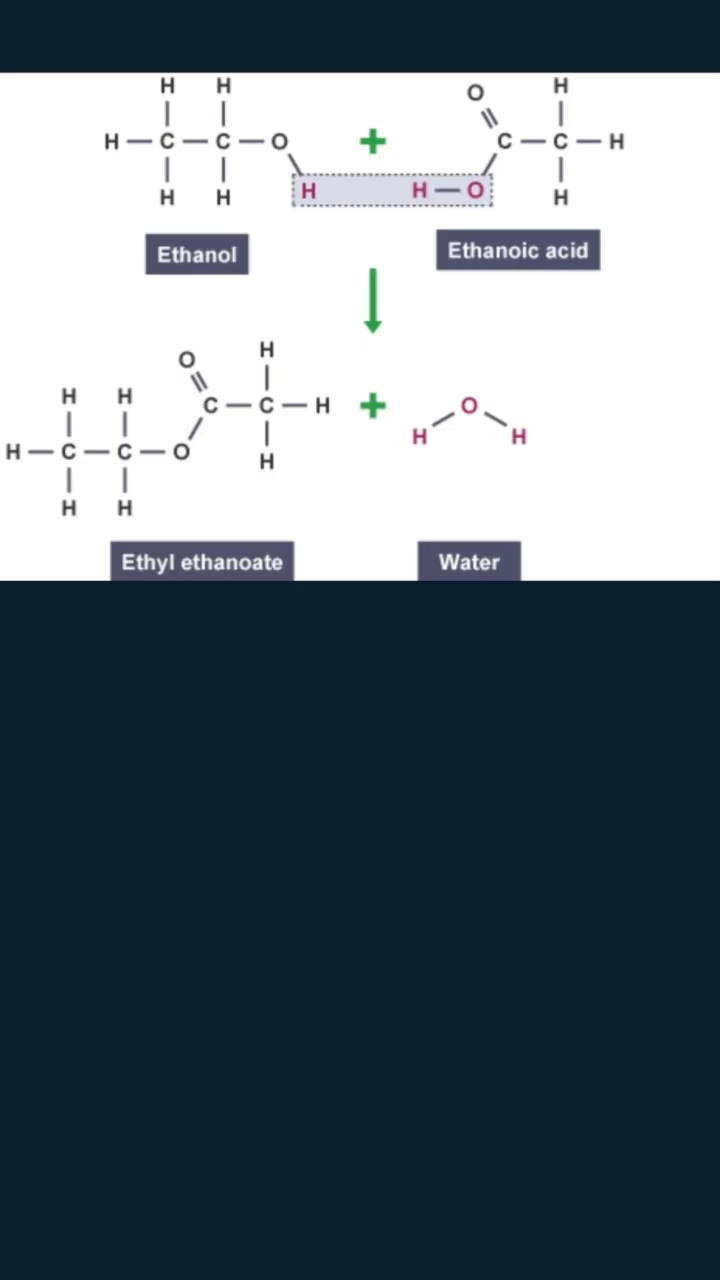 H H O H
H C C O + C C H
H H H H O H
Ethanol Ethanoic acid
O H
H H C C H + O
H C C O H H H
H H
Ethyl ethanoate Water